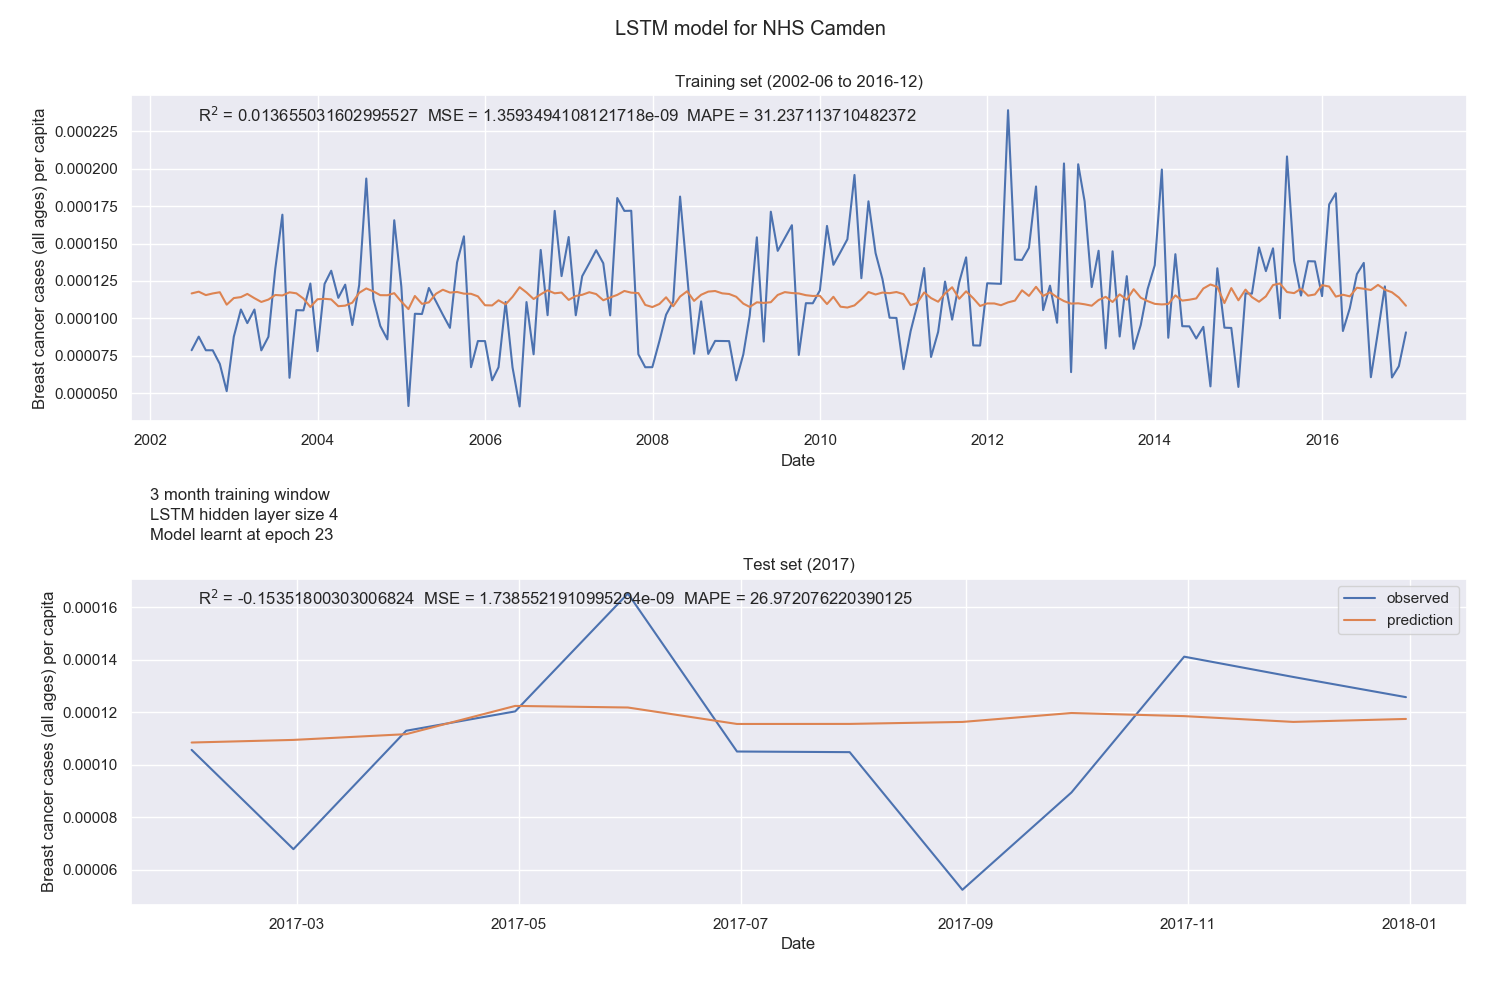 LSTM model for NHS Camden
Training set (2002-06 to 2016-12)
R² = 0.013655031602995527 MSE = 1.3593494108121718e-09 MAPE = 31.237113710482372
Breast cancer cases (all ages) per capita
0.000225
0.000200
0.000175
0.000150
0.000125
0.000100
0.000075
0.000050
2002 2004 2006 2008 2010 2012 2014 2016
Date
3 month training window
LSTM hidden layer size 4
Model learnt at epoch 23
Test set (2017)
R² = -0.15351800303006824 MSE = 1.7385521910995294e-09 MAPE = 26.972076220390125
observed
prediction
Breast cancer cases (all ages) per capita
0.00016
0.00014
0.00012
0.00010
0.00008
0.00006
2017-03 2017-05 2017-07 2017-09 2017-11 2018-01
Date